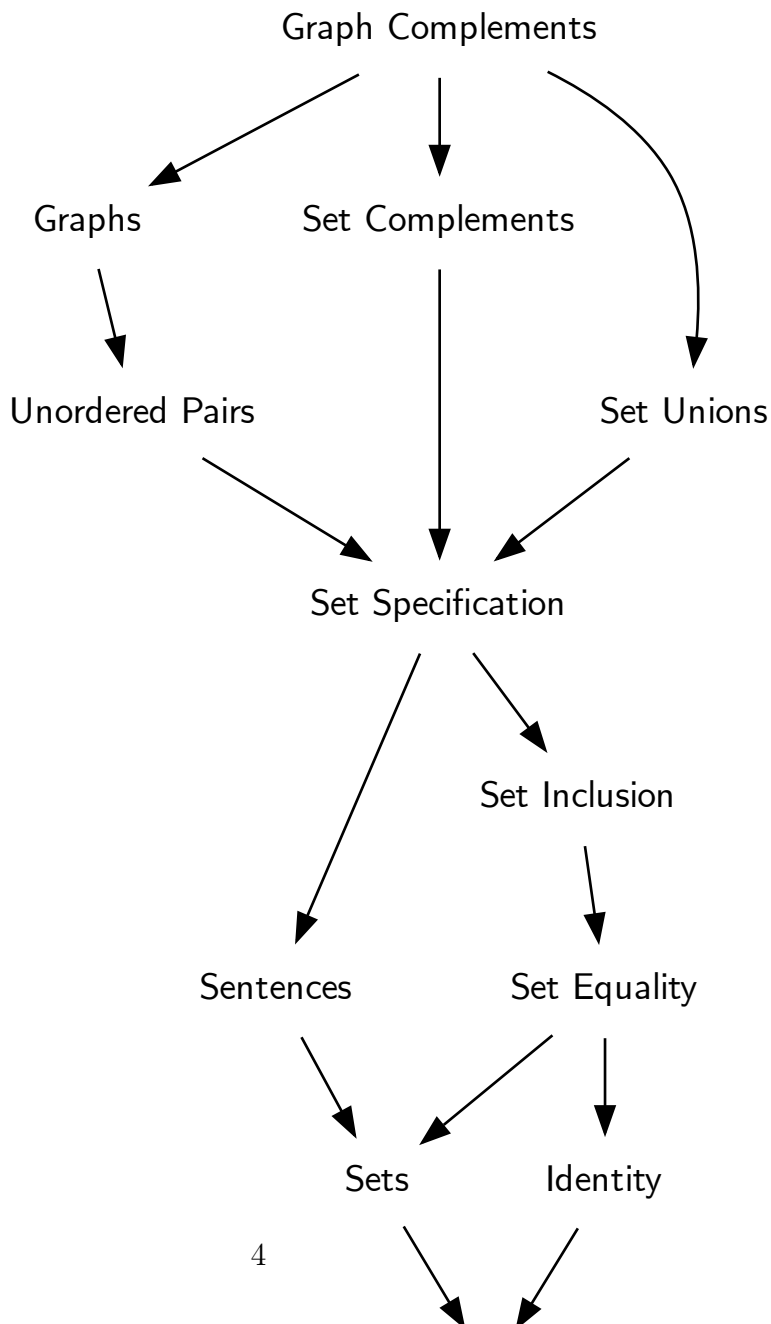 Graph Complements
Graphs
Set Complements
Unordered Pairs
Set Unions
Set Specification
Set Inclusion
Sentences
Set Equality
Sets
Identity
4